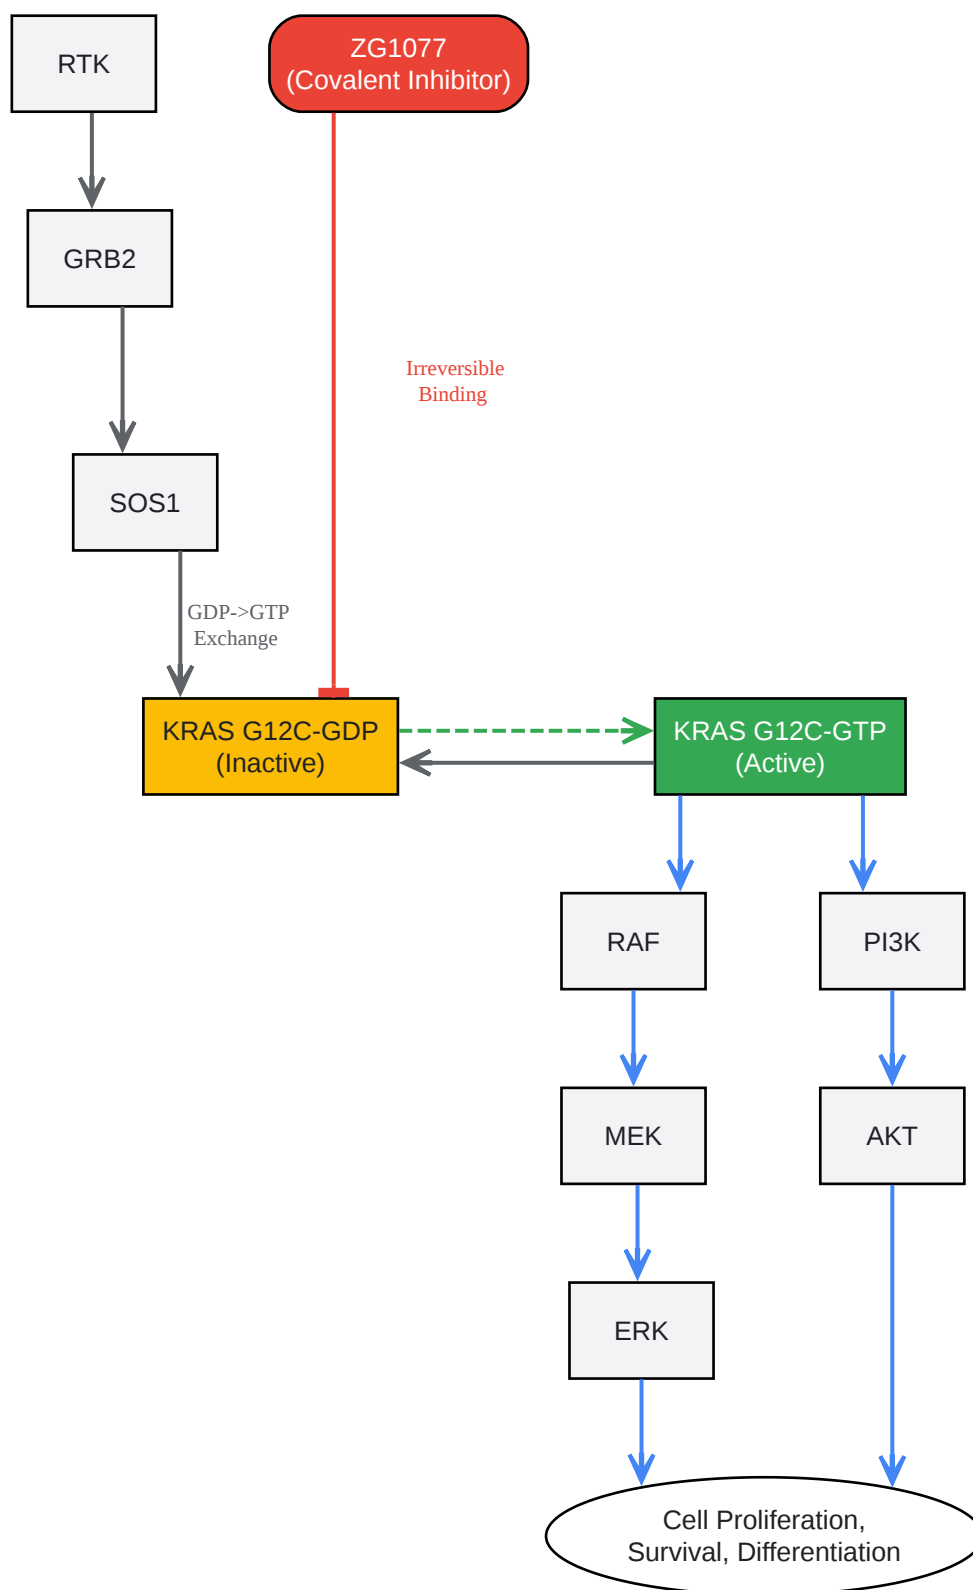 RTK
ZG1077
(Covalent Inhibitor)
GRB2
Irreversible
Binding
SOS1
GDP->GTP
Exchange
KRAS G12C-GDP
(Inactive)
KRAS G12C-GTP
(Active)
RAF
PI3K
MEK
AKT
ERK
Cell Proliferation,
Survival, Differentiation